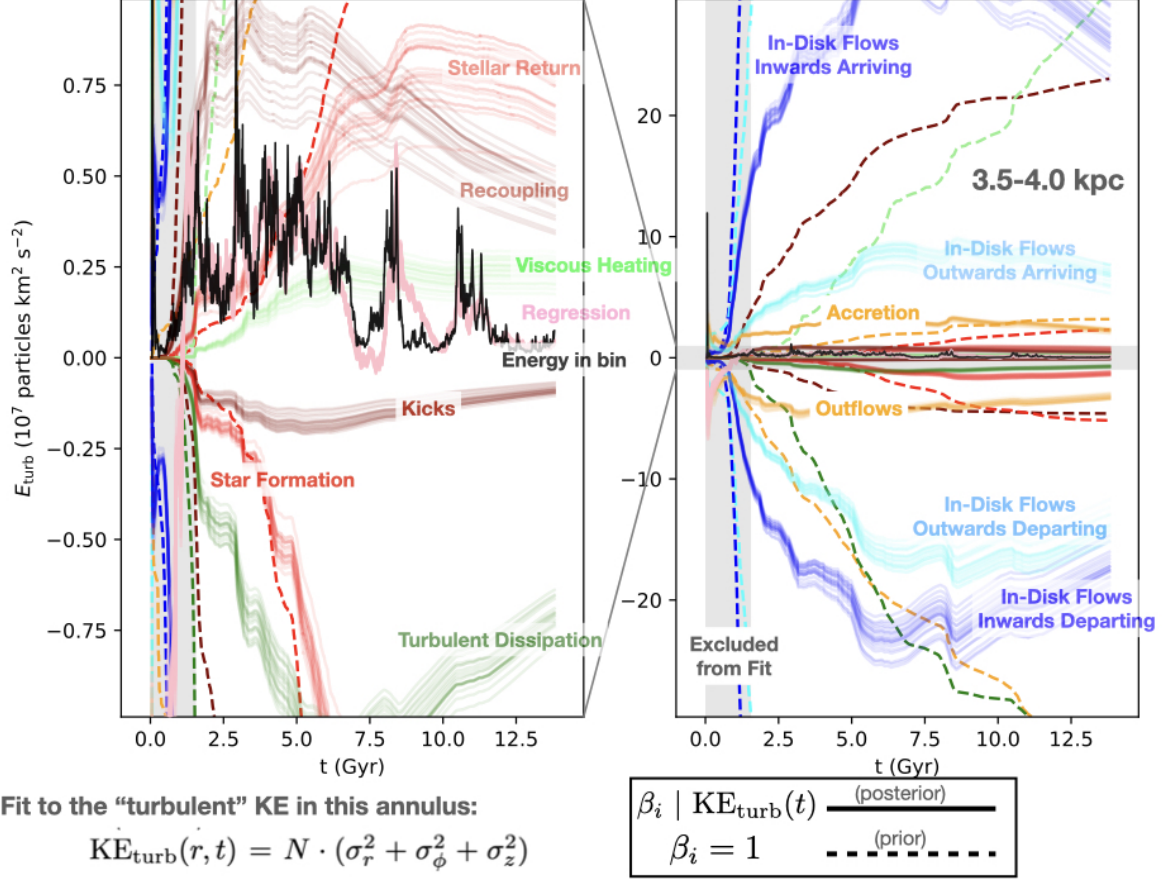 0.75
0.50
0.25
0.00
−0.25
−0.50
−0.75
E_turb (10^7 particles km^2 s^−2)
0.0 2.5 5.0 7.5 10.0 12.5
t (Gyr)
Stellar Return
Recoupling
Viscous Heating
Regression
Energy in bin
Kicks
Star Formation
Turbulent Dissipation
20
10
0
−10
−20
0.0 2.5 5.0 7.5 10.0 12.5
t (Gyr)
In-Disk Flows
Inwards Arriving
3.5-4.0 kpc
In-Disk Flows
Outwards Arriving
Accretion
Outflows
In-Disk Flows
Outwards Departing
In-Disk Flows
Inwards Departing
Excluded
from Fit
Fit to the “turbulent” KE in this annulus:
KE_turb(r, t) = N · (σ_r^2 + σ_ϕ^2 + σ_z^2)
β_i | KE_turb(t) (posterior)
β_i = 1 (prior)